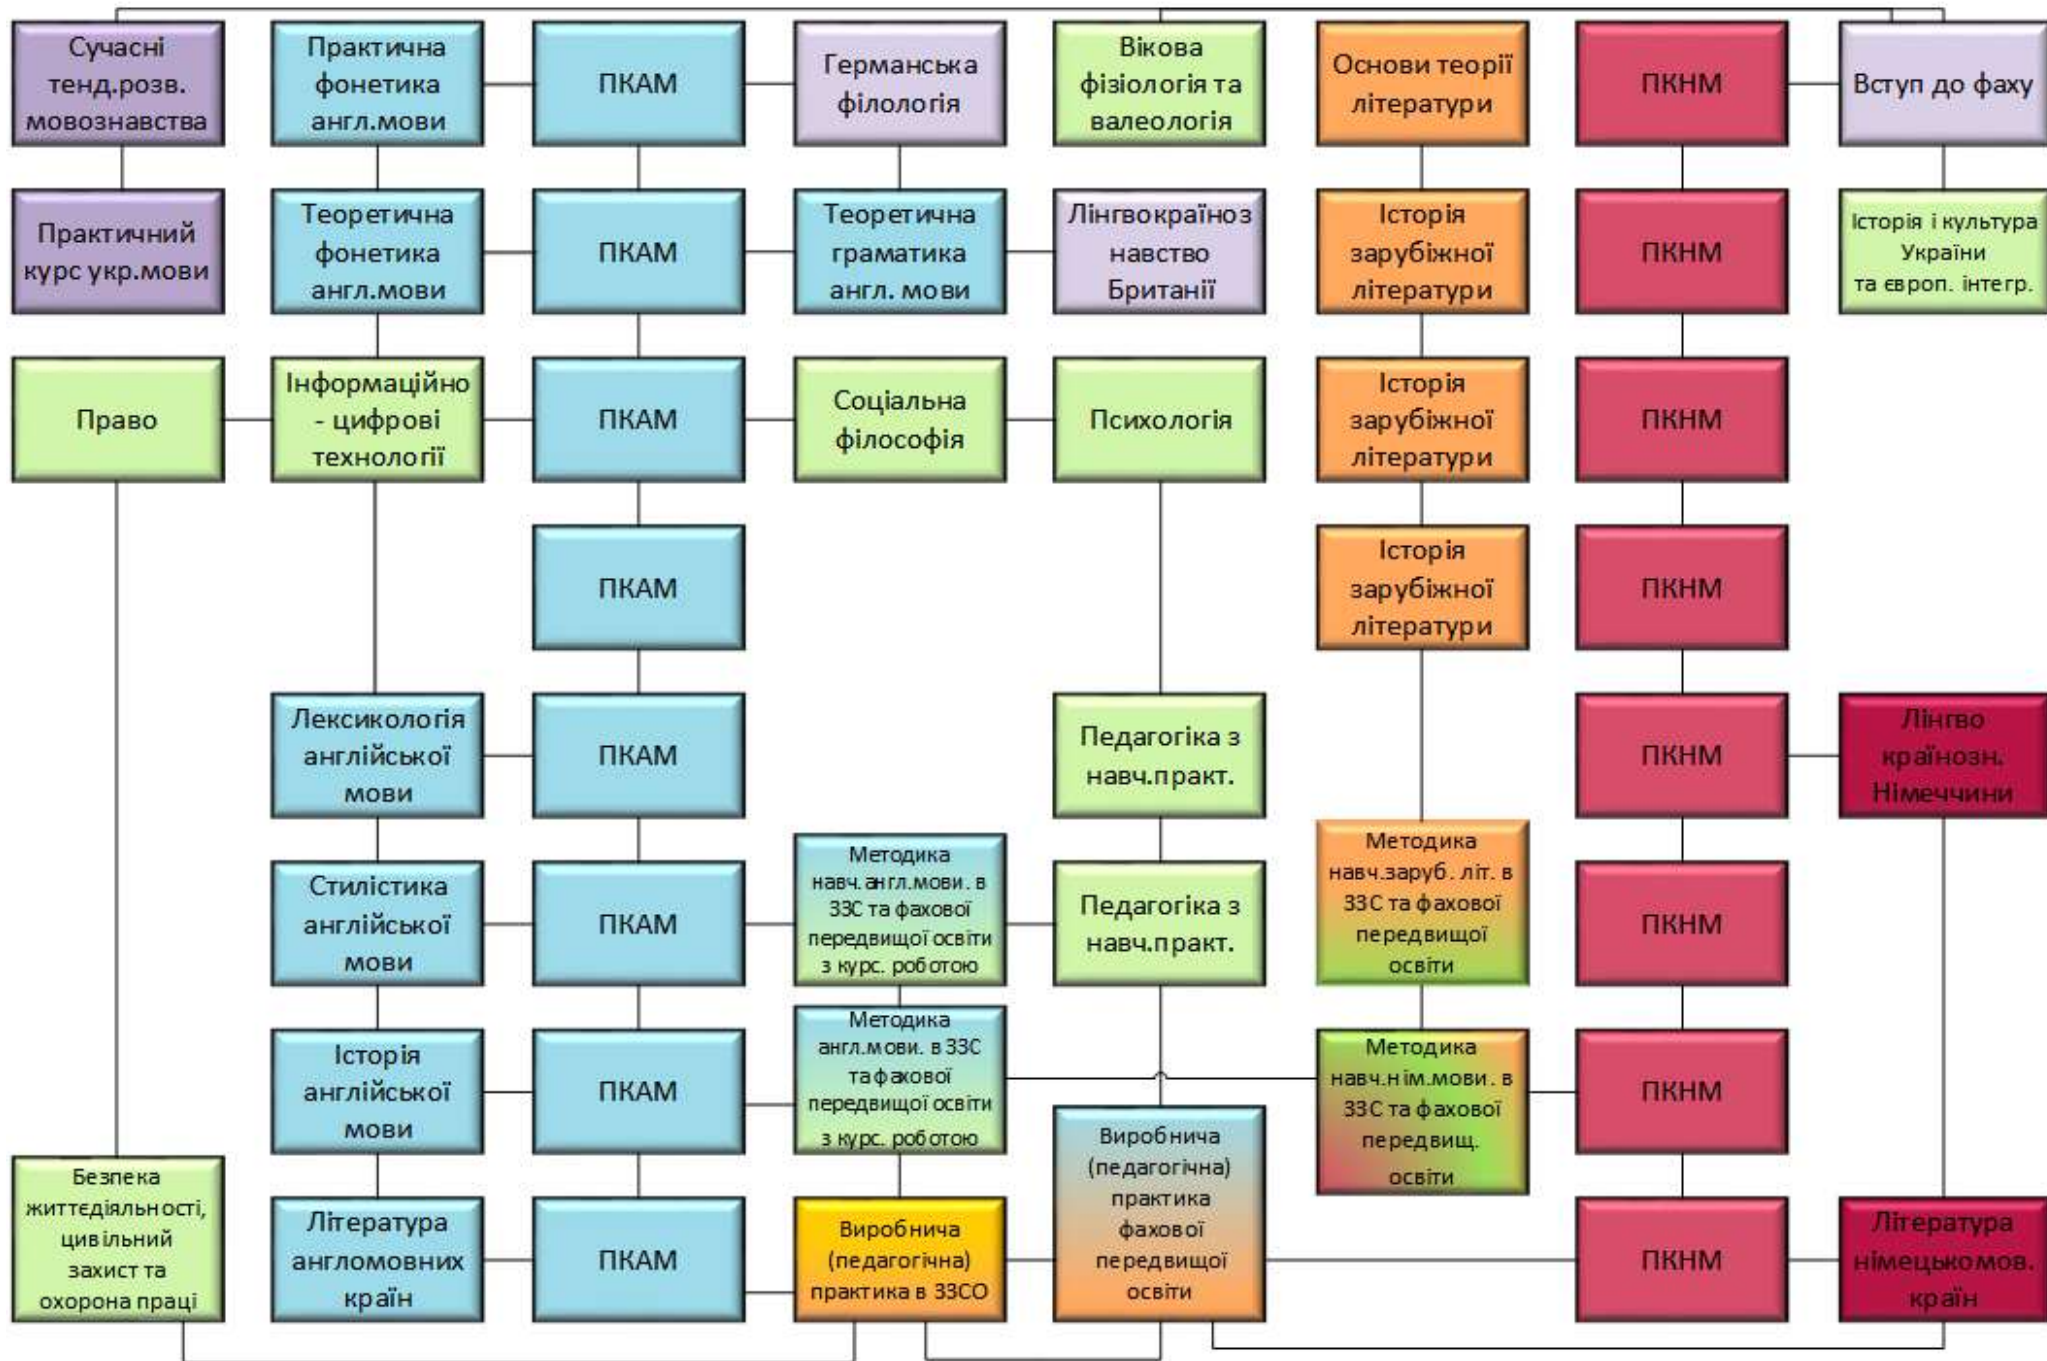 Сучасні
тенд.розв.
мовознавства
Практична
фонетика
англ.мови
ПКАМ
Германська
філологія
Вікова
фізіологія та
валеологія
Основи теорії
літератури
ПКНМ
Вступ до фаху
Практичний
курс укр.мови
Теоретична
фонетика
англ.мови
ПКАМ
Теоретична
граматика
англ. мови
Лінгвокраїноз
навство
Британії
Історія
зарубіжної
літератури
ПКНМ
Історія і культура
України
та європ. інтегр.
Право
Інформаційно
- цифрові
технології
ПКАМ
Соціальна
філософія
Психологія
Історія
зарубіжної
літератури
ПКНМ
ПКАМ
Історія
зарубіжної
літератури
ПКНМ
Лексикологія
англійської
мови
ПКАМ
Педагогіка з
навч.практ.
ПКНМ
Лінгво
країнозн.
Німеччини
Стилістика
англійської
мови
ПКАМ
Методика
навч.англ.мови. в
ЗЗС та фахової
передвищої освіти
з курс. роботою
Педагогіка з
навч.практ.
Методика
навч.заруб. літ. в
ЗЗС та фахової
передвищої
освіти
ПКНМ
Історія
англійської
мови
ПКАМ
Методика
англ.мови. в ЗЗС
та фахової
передвищої освіти
з курс. роботою
Методика
навч.нім.мови. в
ЗЗС та фахової
передвищ.
освіти
ПКНМ
Безпека
життєдіяльності,
цивільний
захист та
охорона праці
Література
англомовних
країн
ПКАМ
Виробнича
(педагогічна)
практика в ЗЗСО
Виробнича
(педагогічна)
практика
фахової
передвищої
освіти
ПКНМ
Література
німецькомов.
країн